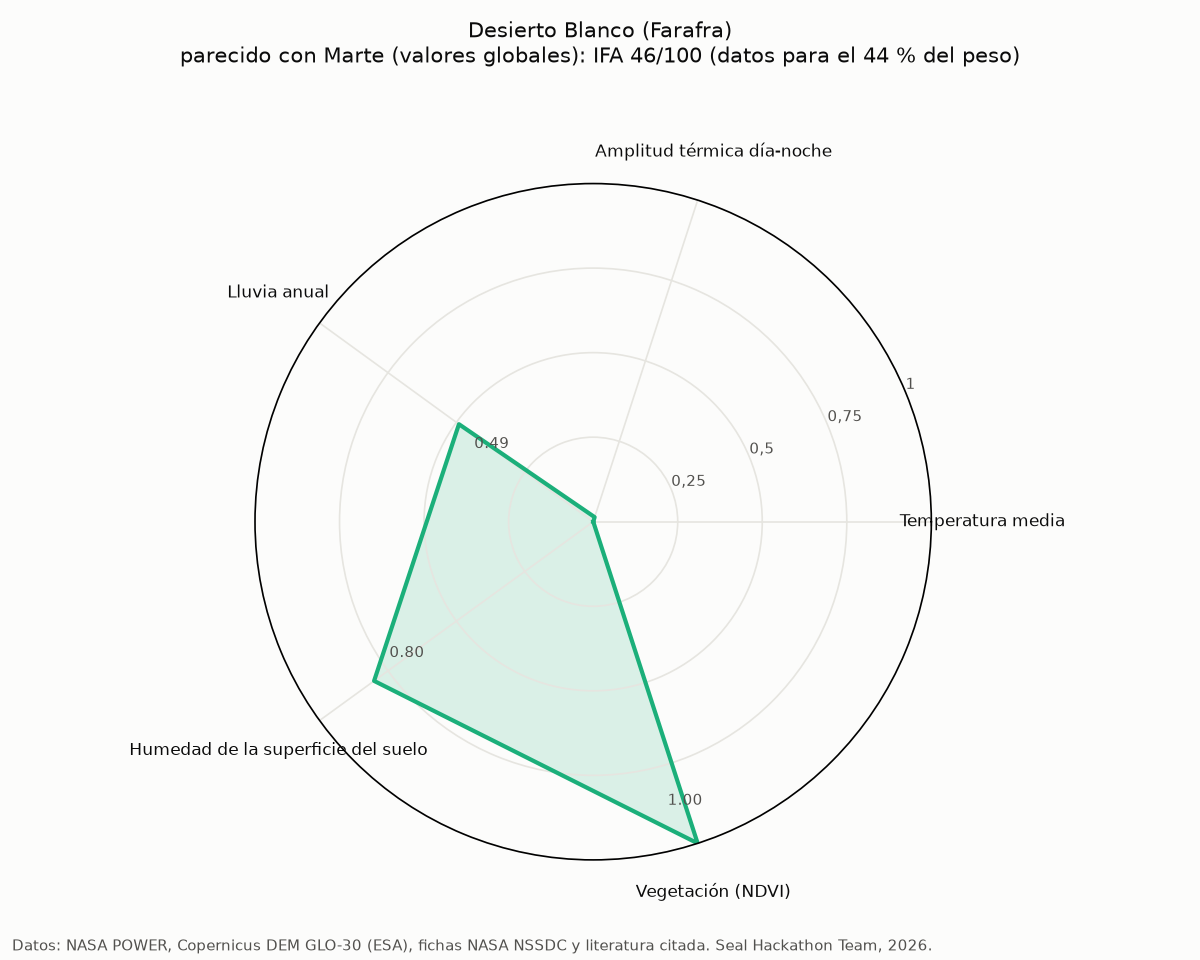 Desierto Blanco (Farafra)
parecido con Marte (valores globales): IFA 46/100 (datos para el 44 % del peso)
Amplitud térmica día-noche
Lluvia anual
1
0,75
0,49
0,5
0,25
Temperatura media
0.80
Humedad de la superficie del suelo
1.00
Vegetación (NDVI)
Datos: NASA POWER, Copernicus DEM GLO-30 (ESA), fichas NASA NSSDC y literatura citada. Seal Hackathon Team, 2026.